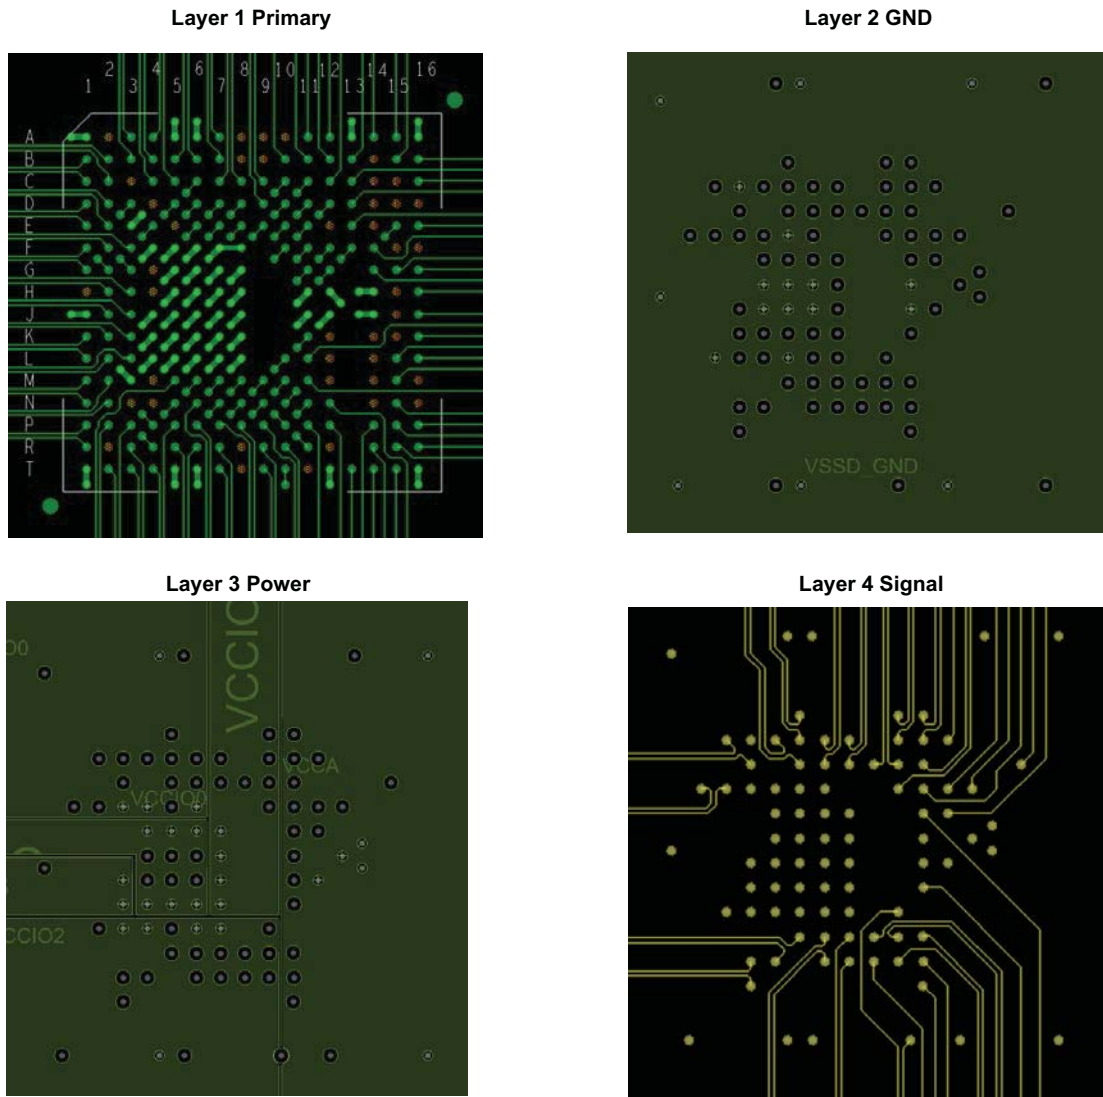 Layer 1 Primary
Layer 2 GND
2 4 6 8 10 12 14 16
1 3 5 7 9 11 13 15
A
B
C
D
E
F
G
H
J
K
L
M
N
P
R
T
VSSD_GND
Layer 3 Power
Layer 4 Signal
VCCIO
VCCA
VCCIO0
CCIO2